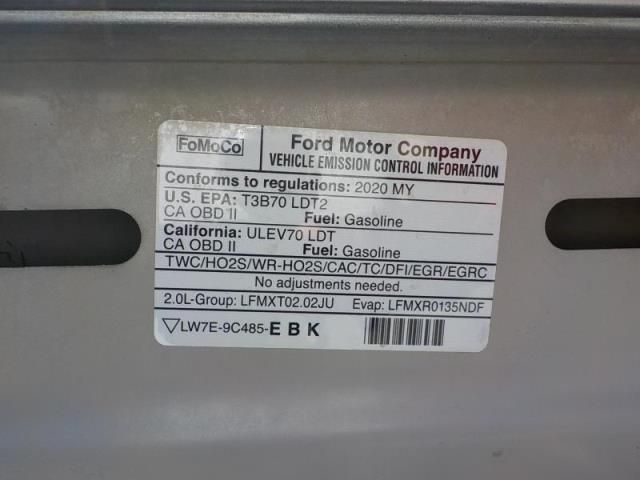 FoMoCo
Ford Motor Company
VEHICLE EMISSION CONTROL INFORMATION
Conforms to regulations: 2020 MY
U.S. EPA: T3B70 LDT2
CA OBD II Fuel: Gasoline
California: ULEV70 LDT
CA OBD II Fuel: Gasoline
TWC/HO2S/WR-HO2S/CAC/TC/DFI/EGR/EGRC
No adjustments needed.
2.0L-Group: LFMXT02.02JU Evap: LFMXR0135NDF
▽LW7E-9C485-E B K